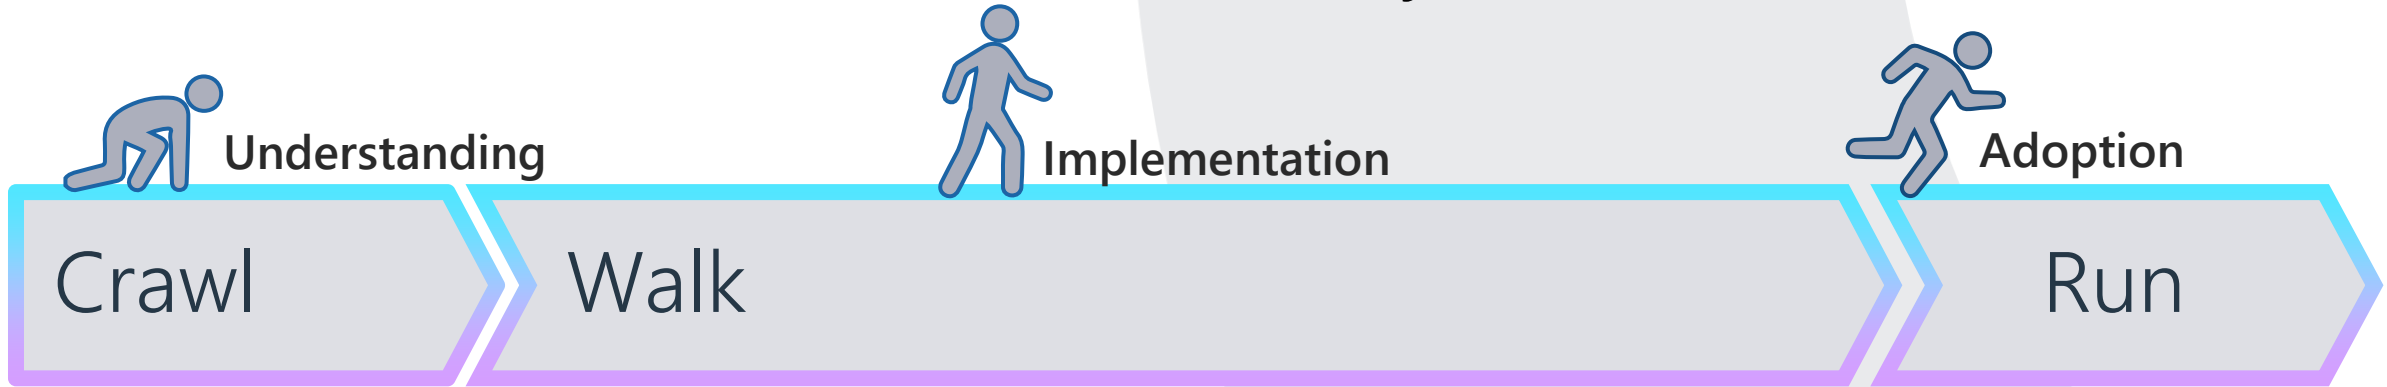 Understanding
Implementation
Adoption
Crawl
Walk
Run